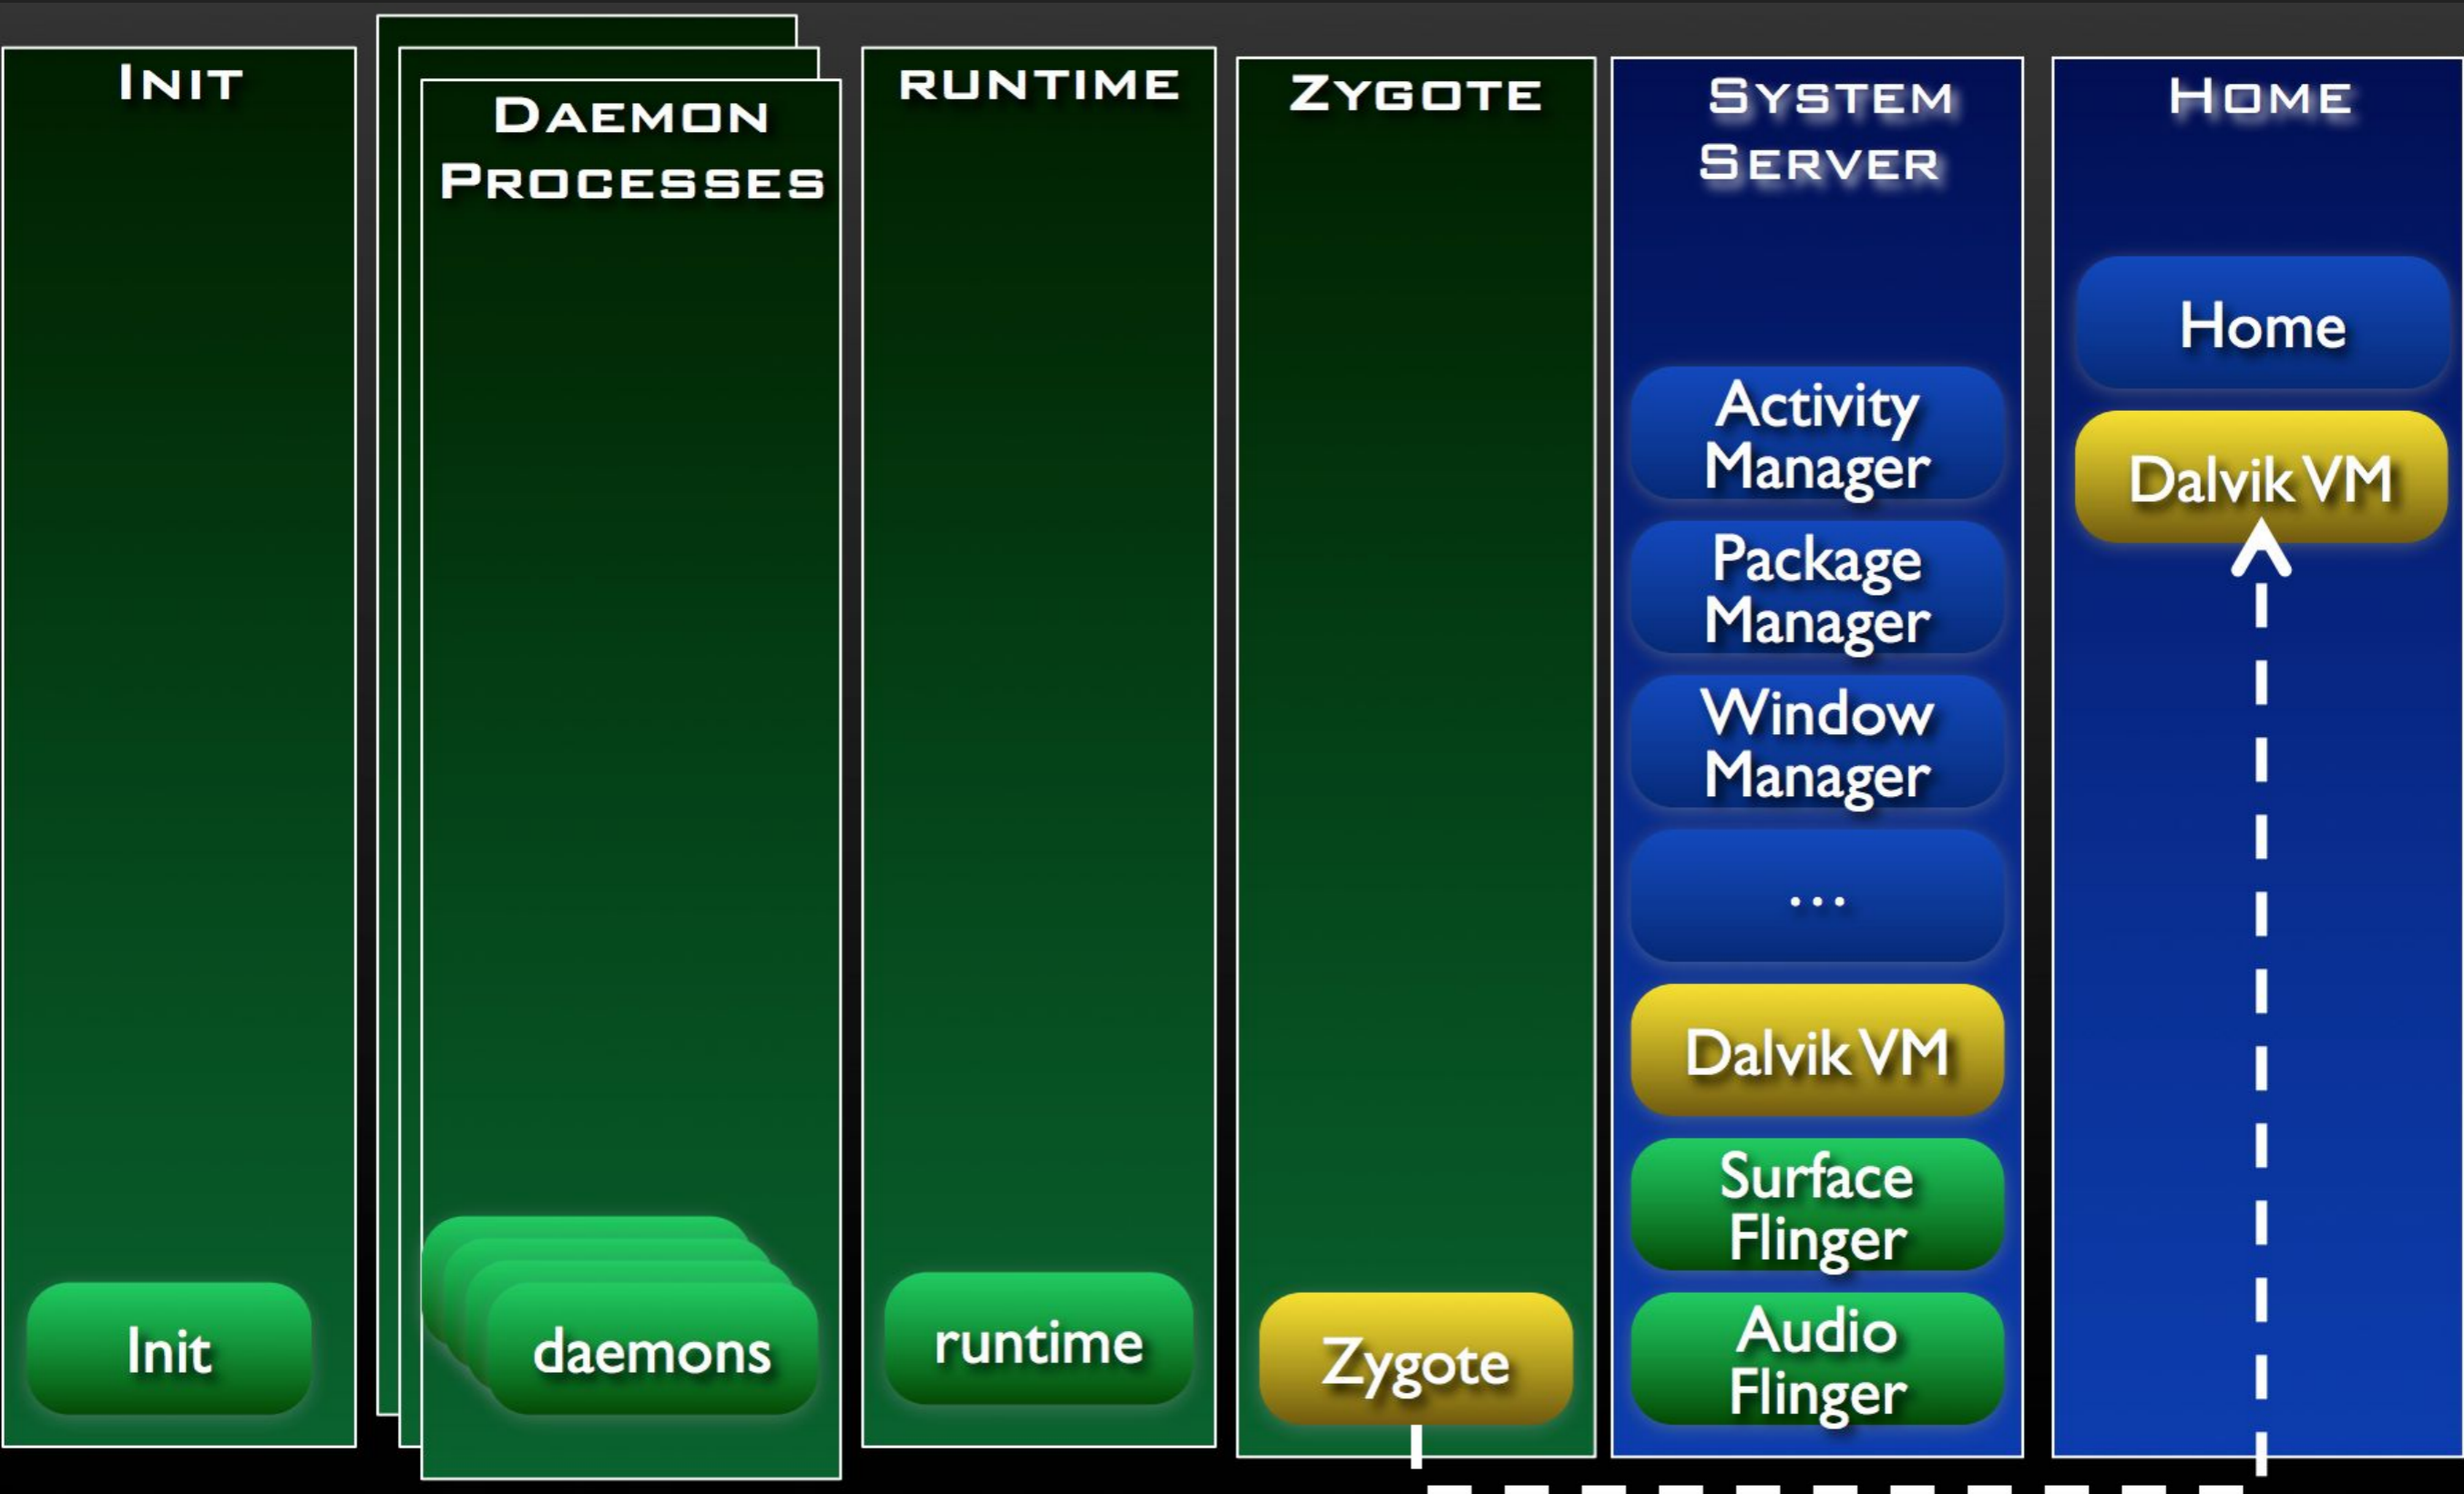 INIT
Init
DAEMON
PROCESSES
daemons
RUNTIME
runtime
ZYGOTE
Zygote
SYSTEM
SERVER
Activity
Manager
Package
Manager
Window
Manager
...
Dalvik VM
Surface
Flinger
Audio
Flinger
HOME
Home
Dalvik VM